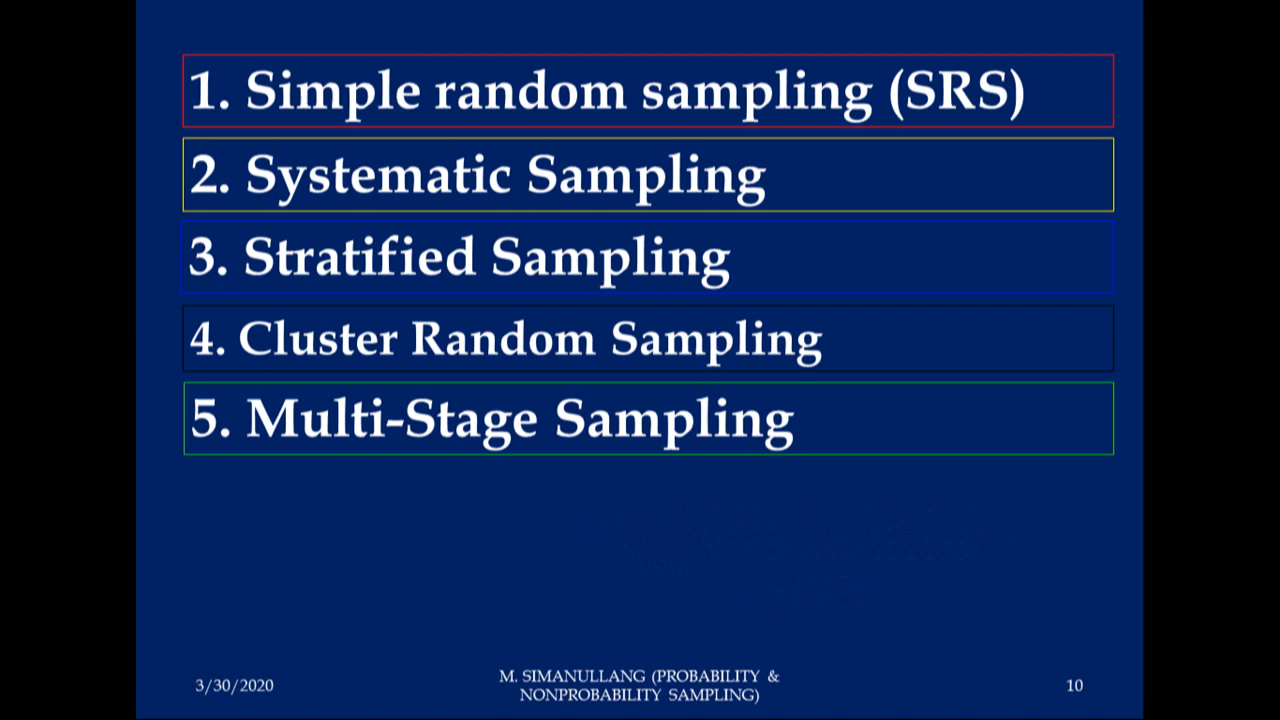 1. Simple random sampling (SRS)
2. Systematic Sampling
3. Stratified Sampling
4. Cluster Random Sampling
5. Multi-Stage Sampling
3/30/2020
M. SIMANULLANG (PROBABILITY &
NONPROBABILITY SAMPLING)
10